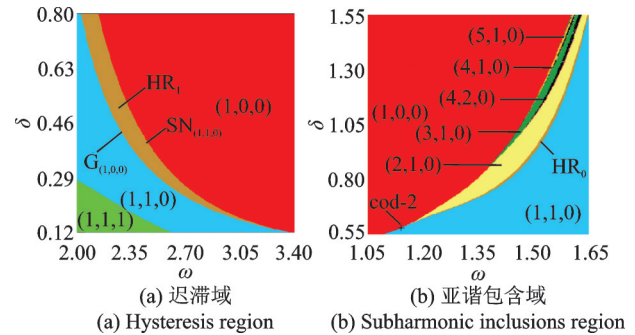 0.80
0.63
0.46
0.29
0.12
δ
HR₁
(1,0,0)
SN₍₁,₁,₀₎
G₍₁,₀,₀₎
(1,1,0)
(1,1,1)
2.00 2.35 2.70 3.05 3.40
ω
(a) 迟滞域
(a) Hysteresis region
1.55
1.30
1.05
0.80
0.55
δ
(5,1,0)
(4,1,0)
(4,2,0)
(1,0,0)
(3,1,0)
(2,1,0)
HR₀
cod-2
(1,1,0)
1.05 1.20 1.35 1.50 1.65
ω
(b) 亚谐包含域
(b) Subharmonic inclusions region